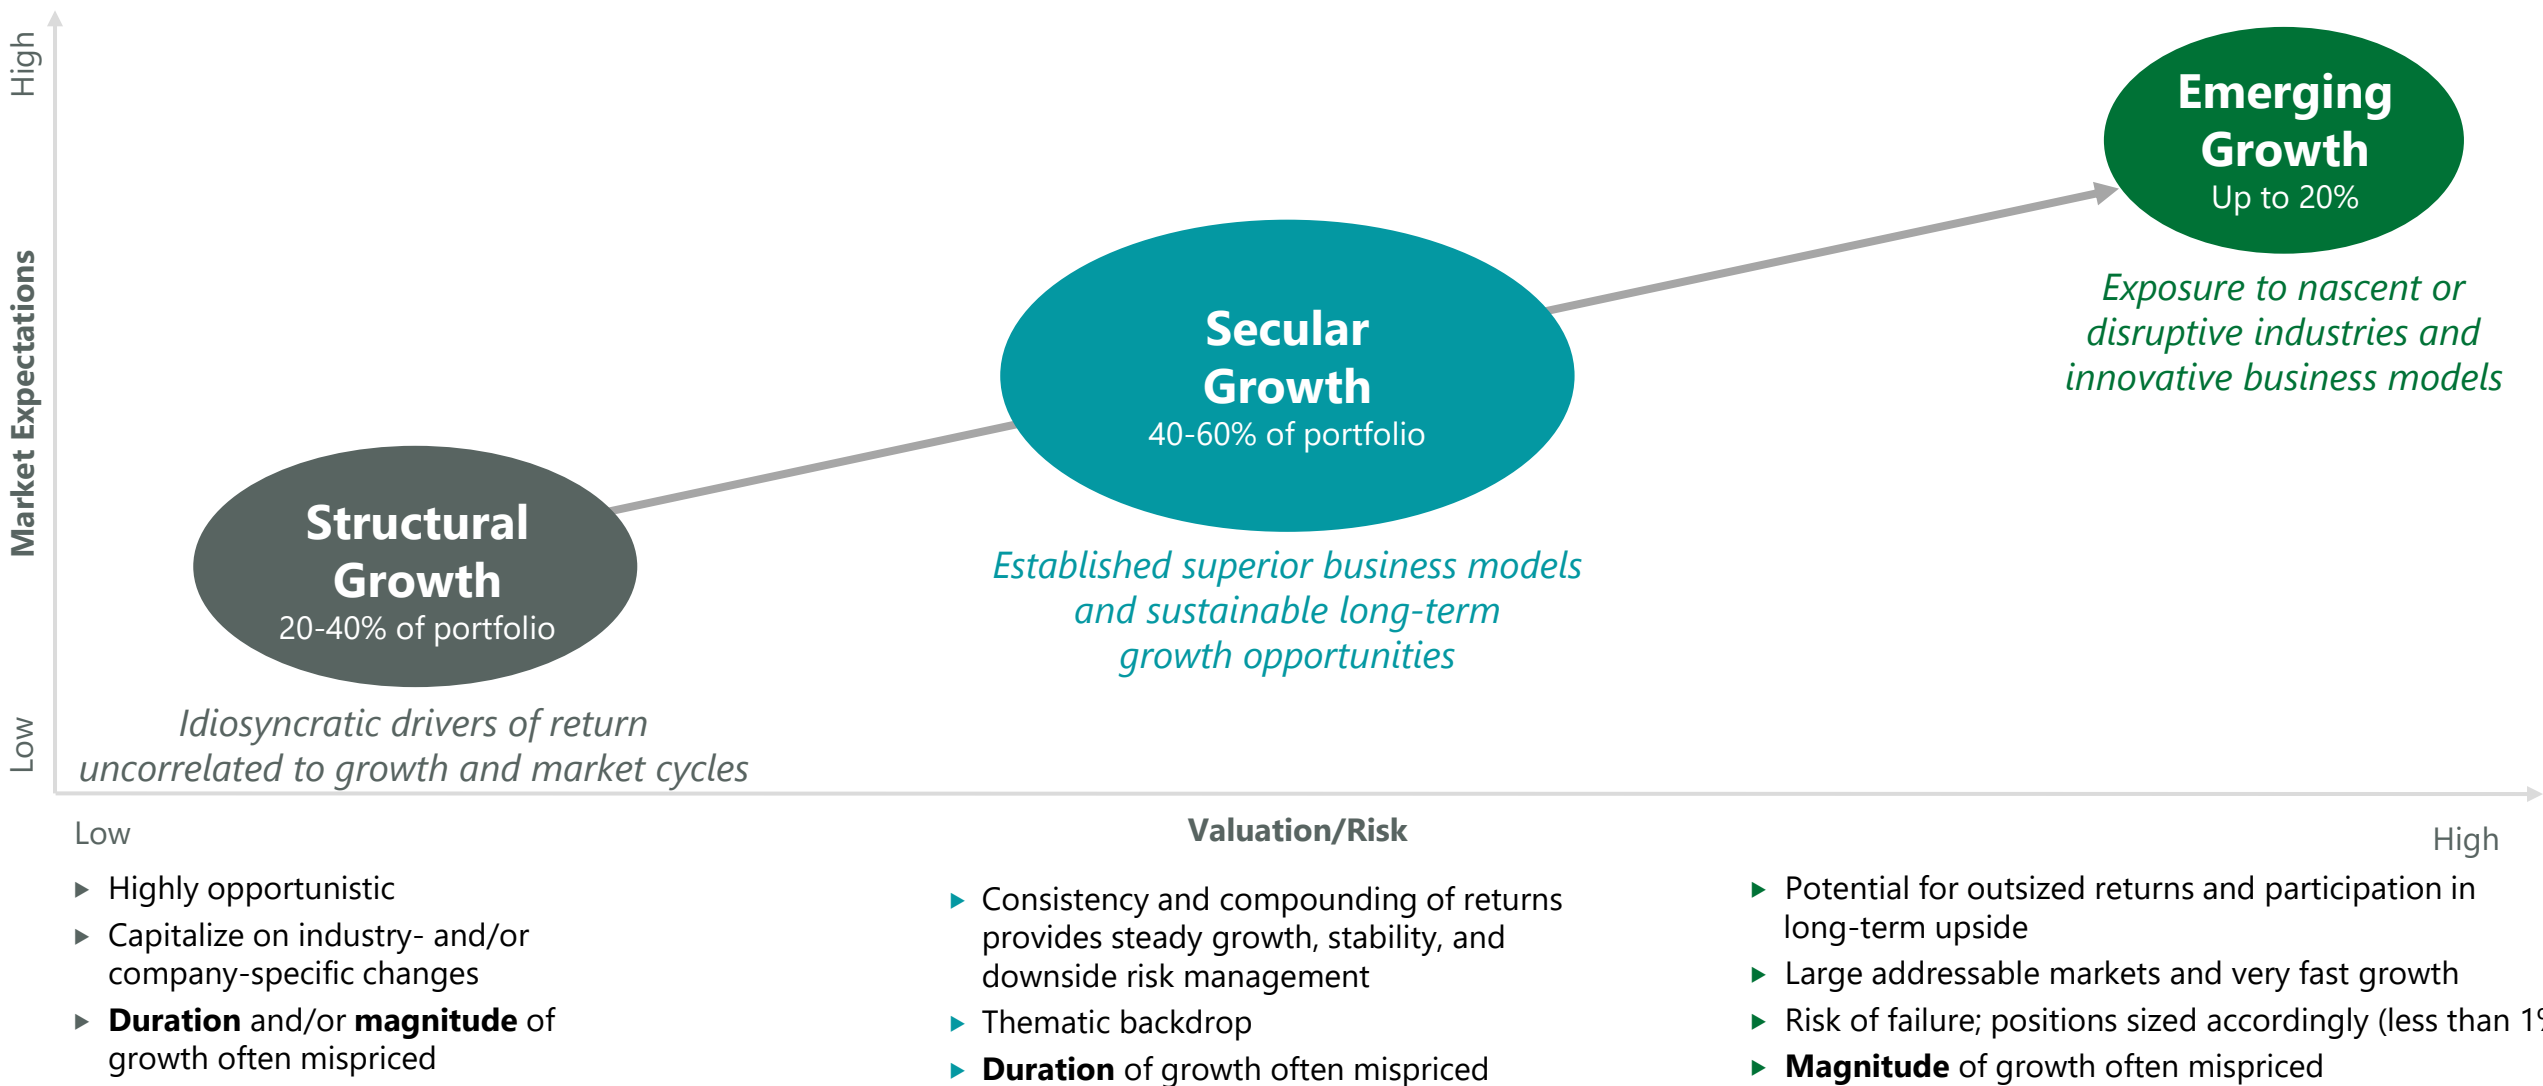 High
Market Expectations
Low
Emerging
Growth
Up to 20%
Exposure to nascent or
disruptive industries and
innovative business models
Secular
Growth
40-60% of portfolio
Established superior business models
and sustainable long-term
growth opportunities
Structural
Growth
20-40% of portfolio
Idiosyncratic drivers of return
uncorrelated to growth and market cycles
Low
Valuation/Risk
High
▶ Highly opportunistic
▶ Capitalize on industry- and/or
company-specific changes
▶ Duration and/or magnitude of
growth often mispriced
▶ Consistency and compounding of returns
provides steady growth, stability, and
downside risk management
▶ Thematic backdrop
▶ Duration of growth often mispriced
▶ Potential for outsized returns and participation in
long-term upside
▶ Large addressable markets and very fast growth
▶ Risk of failure; positions sized accordingly (less than 1%
▶ Magnitude of growth often mispriced